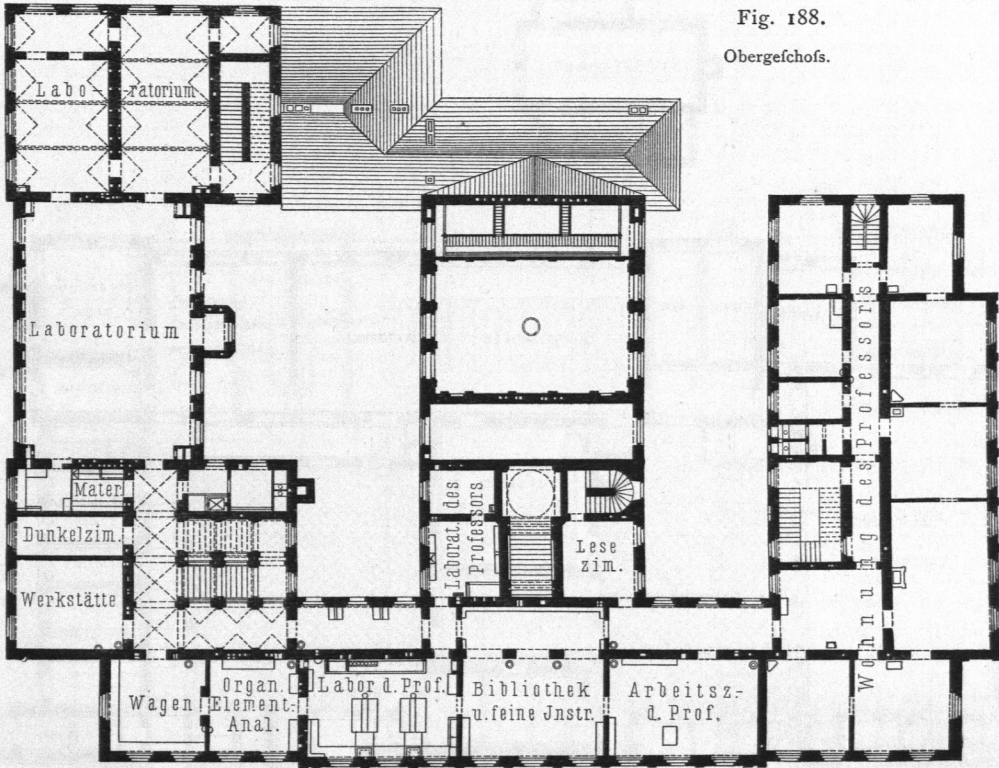 Fig. 188.
Obergeſchoſs.
Labo- ratorium
Laboratorium
Mater.
Dunkelzim.
Werkstätte
Laborat. des
Professors
Lese
zim.
Wohnung des Professors
Wagen
Organ.
Element.-
Anal.
Labor d. Prof.
Bibliothek
u. feine Jnstr.
Arbeitsz.-
d. Prof.